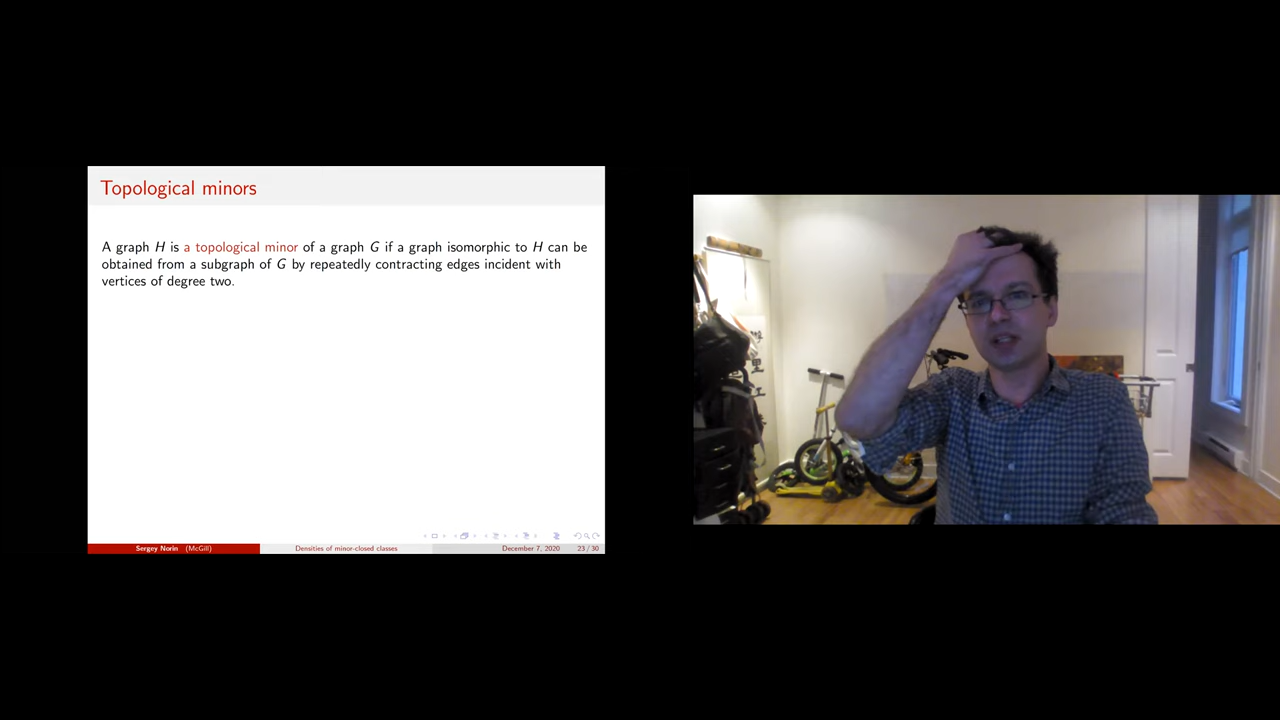 Topological minors
A graph H is a topological minor of a graph G if a graph isomorphic to H can be
obtained from a subgraph of G by repeatedly contracting edges incident with
vertices of degree two.
Sergey Norin (McGill) Densities of minor-closed classes December 7, 2020 23 / 30